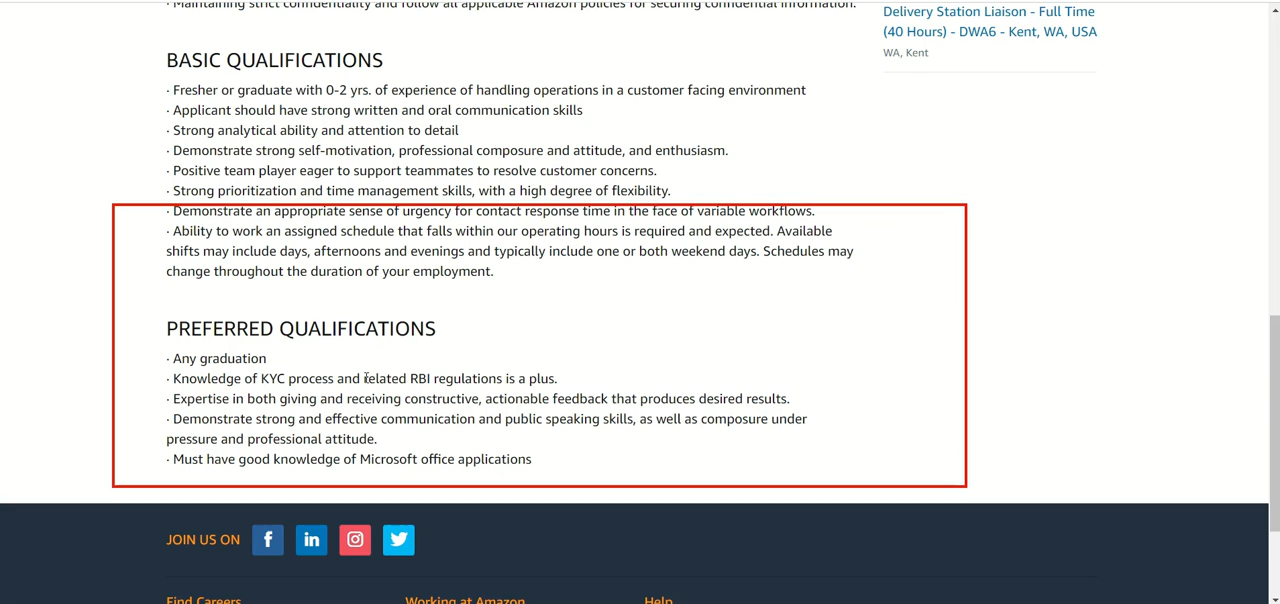 · Maintaining strict confidentiality and follow all applicable Amazon policies for securing confidential information.
Delivery Station Liaison - Full Time
(40 Hours) - DWA6 - Kent, WA, USA
WA, Kent
BASIC QUALIFICATIONS
· Fresher or graduate with 0-2 yrs. of experience of handling operations in a customer facing environment
· Applicant should have strong written and oral communication skills
· Strong analytical ability and attention to detail
· Demonstrate strong self-motivation, professional composure and attitude, and enthusiasm.
· Positive team player eager to support teammates to resolve customer concerns.
· Strong prioritization and time management skills, with a high degree of flexibility.
· Demonstrate an appropriate sense of urgency for contact response time in the face of variable workflows.
· Ability to work an assigned schedule that falls within our operating hours is required and expected. Available
shifts may include days, afternoons and evenings and typically include one or both weekend days. Schedules may
change throughout the duration of your employment.
PREFERRED QUALIFICATIONS
· Any graduation
· Knowledge of KYC process and related RBI regulations is a plus.
· Expertise in both giving and receiving constructive, actionable feedback that produces desired results.
· Demonstrate strong and effective communication and public speaking skills, as well as composure under
pressure and professional attitude.
· Must have good knowledge of Microsoft office applications
JOIN US ON
Find Careers
Working at Amazon
Help